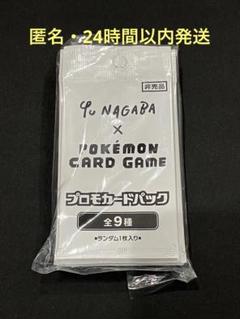 匿名・24時間以内発送
非売品
Yu NAGABA
×
POKÉMON
CARD GAME
プロモカードパック
全9種
•ランダム1枚入り•